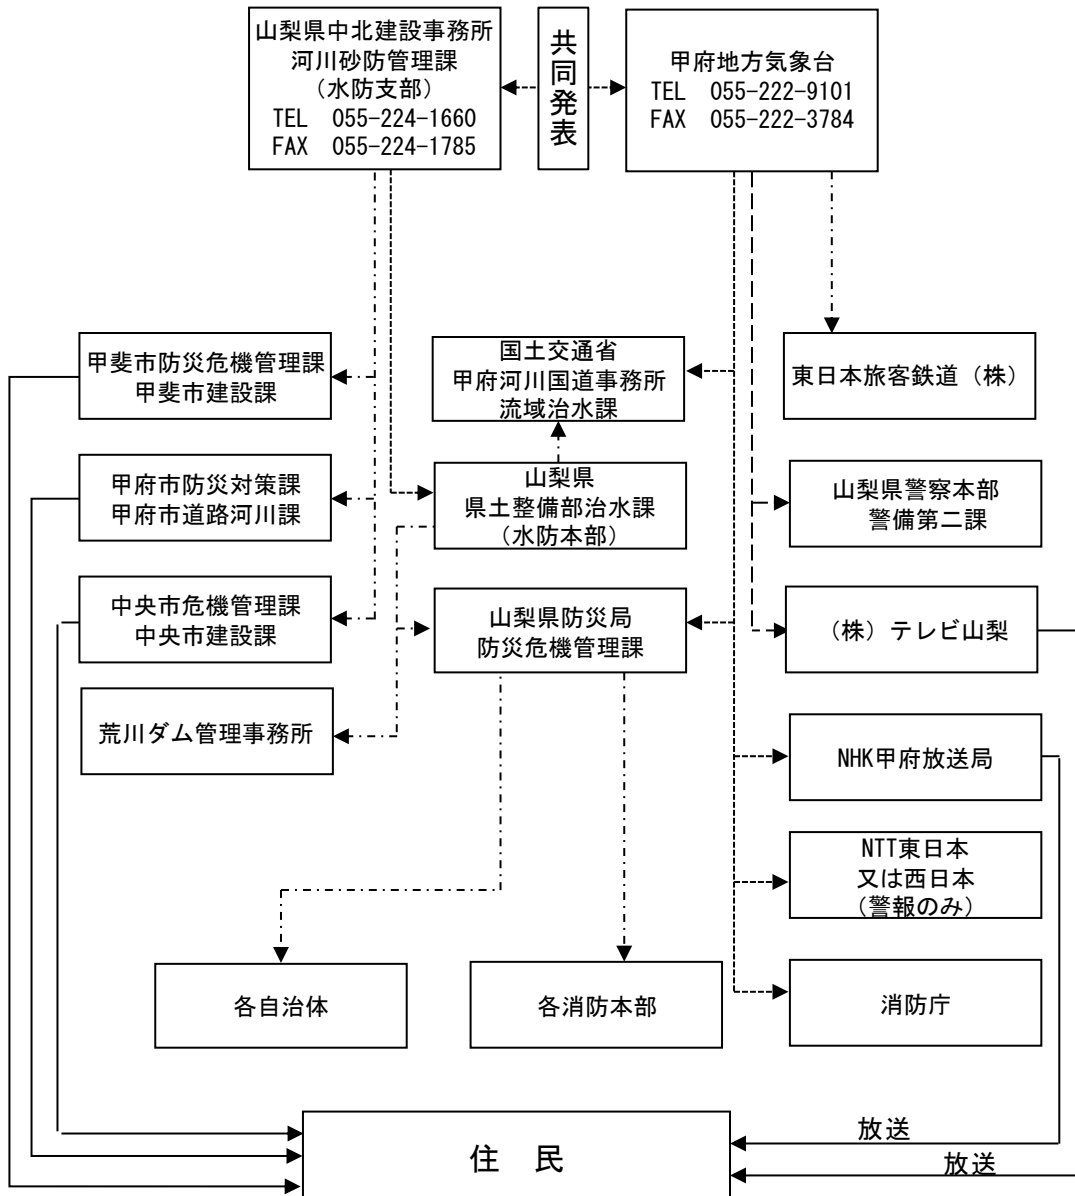 山梨県中北建設事務所
河川砂防管理課
（水防支部）
TEL　055-224-1660
FAX　055-224-1785
共同発表
甲府地方気象台
TEL　055-222-9101
FAX　055-222-3784
甲斐市防災危機管理課
甲斐市建設課
国土交通省
甲府河川国道事務所
流域治水課
東日本旅客鉄道（株）
甲府市防災対策課
甲府市道路河川課
山梨県
県土整備部治水課
（水防本部）
山梨県警察本部
警備第二課
中央市危機管理課
中央市建設課
山梨県防災局
防災危機管理課
（株）テレビ山梨
荒川ダム管理事務所
NHK甲府放送局
NTT東日本
又は西日本
（警報のみ）
各自治体
各消防本部
消防庁
住　民
放送
放送